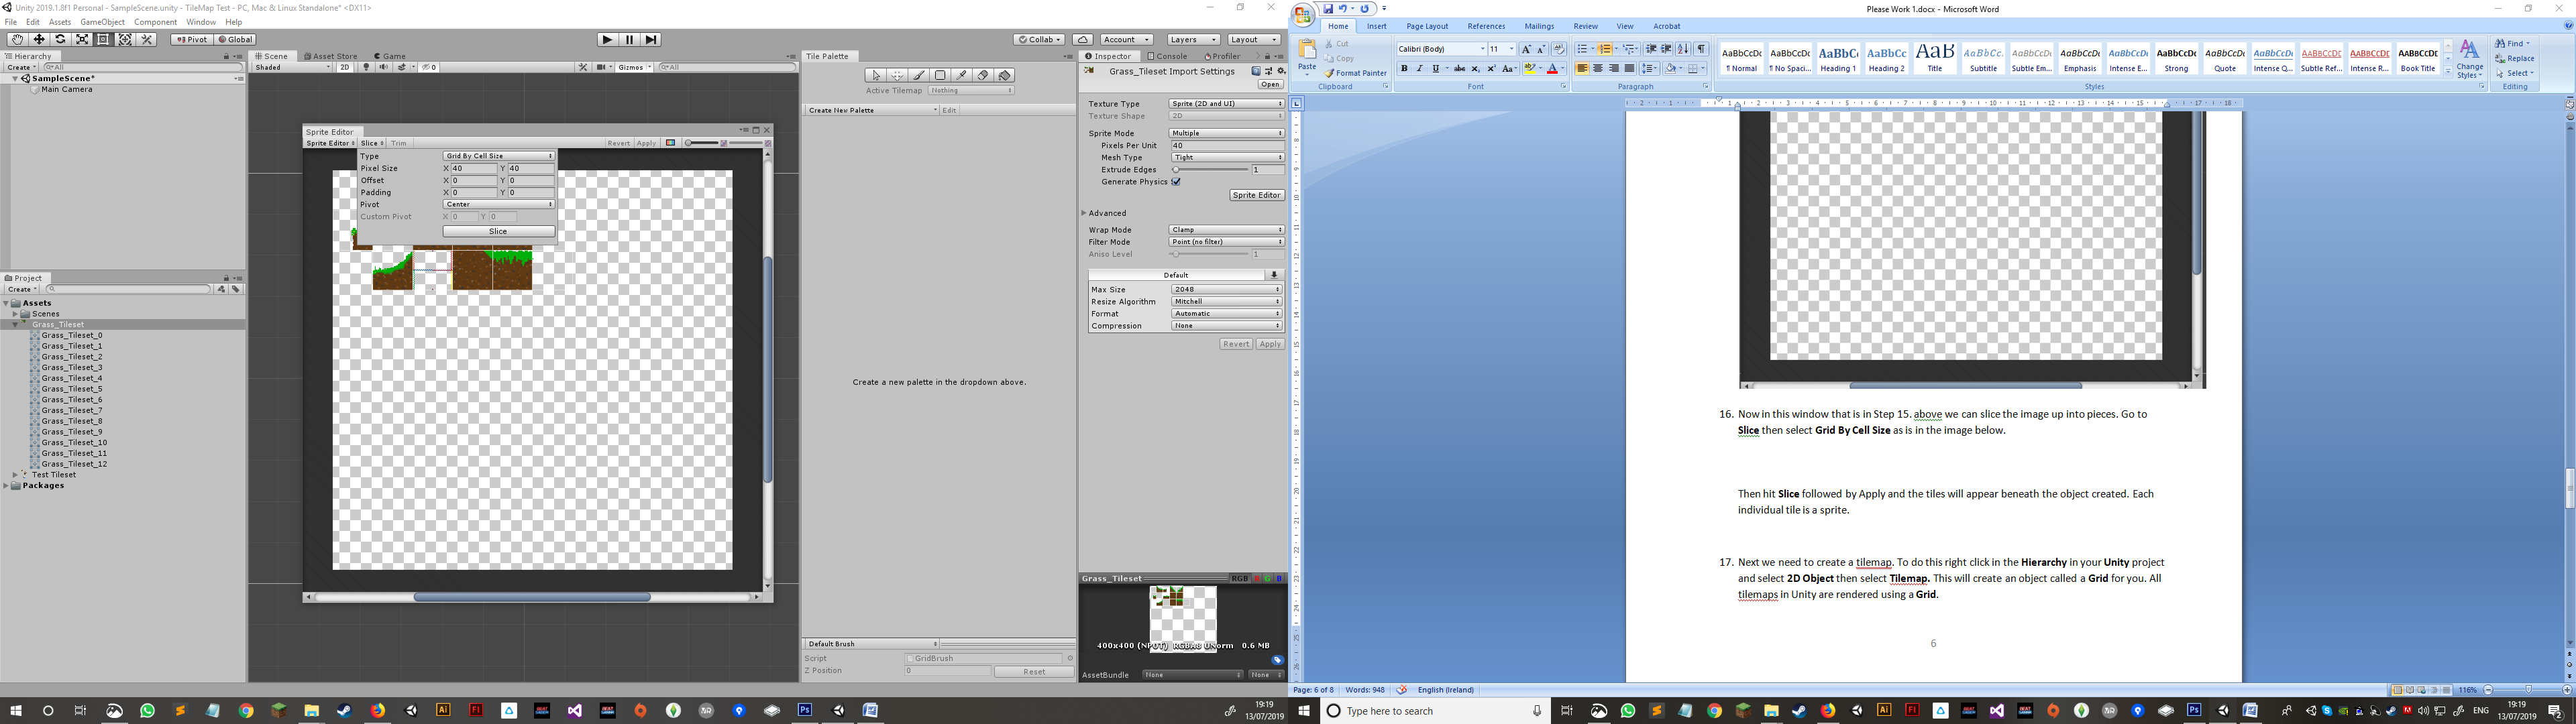 Unity 2019.1.8f1 Personal - SampleScene.unity - TileMap Test - PC, Mac & Linux Standalone* <DX11>
File Edit Assets GameObject Component Window Help
Pivot Global
Collab Account Layers Layout
Hierarchy
Create All
SampleScene*
Main Camera
Project
Create
Assets
Scenes
Grass_Tileset
Grass_Tileset_0
Grass_Tileset_1
Grass_Tileset_2
Grass_Tileset_3
Grass_Tileset_4
Grass_Tileset_5
Grass_Tileset_6
Grass_Tileset_7
Grass_Tileset_8
Grass_Tileset_9
Grass_Tileset_10
Grass_Tileset_11
Grass_Tileset_12
Test Tileset
Packages
Scene Asset Store Game
Shaded 2D 0 Gizmos All
Sprite Editor
Sprite Editor Slice Trim Revert Apply
Type Grid By Cell Size
Pixel Size X 40 Y 40
Offset X 0 Y 0
Padding X 0 Y 0
Pivot Center
Custom Pivot X 0 Y 0
Slice
Tile Palette
Active Tilemap Nothing
Create New Palette Edit
Create a new palette in the dropdown above.
Default Brush
Script GridBrush
Z Position 0 Reset
Inspector Console Profiler
Grass_Tileset Import Settings
Open
Texture Type Sprite (2D and UI)
Texture Shape 2D
Sprite Mode Multiple
Pixels Per Unit 40
Mesh Type Tight
Extrude Edges 1
Generate Physics
Sprite Editor
Advanced
Wrap Mode Clamp
Filter Mode Point (no filter)
Aniso Level 1
Default
Max Size 2048
Resize Algorithm Mitchell
Format Automatic
Compression None
Revert Apply
Grass_Tileset RGB R G B
400x400 (NPOT) RGBA8 UNorm 0.6 MB
AssetBundle None None
19:19
13/07/2019
Please Work 1.docx - Microsoft Word
Home Insert Page Layout References Mailings Review View Acrobat
Paste
Cut
Copy
Format Painter
Clipboard
Calibri (Body) 11
Font
Paragraph
¶ Normal ¶ No Spaci... Heading 1 Heading 2 Title Subtitle Subtle Em... Emphasis Intense E... Strong Quote Intense Q... Subtle Ref... Intense R... Book Title
Change Styles
Styles
Find
Replace
Select
Editing
16. Now in this window that is in Step 15. above we can slice the image up into pieces. Go to
Slice then select Grid By Cell Size as is in the image below.
Then hit Slice followed by Apply and the tiles will appear beneath the object created. Each
individual tile is a sprite.
17. Next we need to create a tilemap. To do this right click in the Hierarchy in your Unity project
and select 2D Object then select Tilemap. This will create an object called a Grid for you. All
tilemaps in Unity are rendered using a Grid.
6
Page: 6 of 8 Words: 948 English (Ireland) 116%
Type here to search
ENG
19:19
13/07/2019